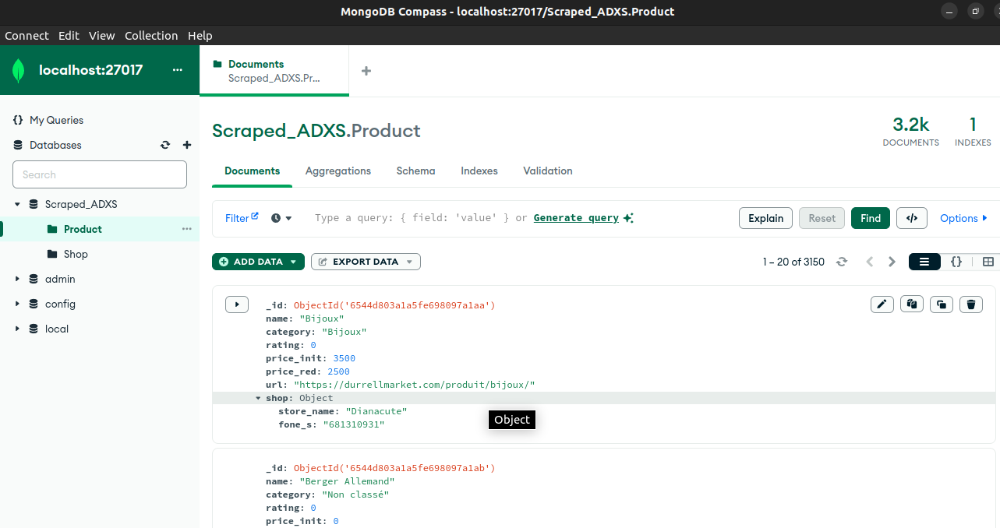 MongoDB Compass - localhost:27017/Scraped_ADXS.Product
Connect Edit View Collection Help
localhost:27017 ...
Documents
Scraped_ADXS.Pr...
My Queries
Databases
Search
Scraped_ADXS
Product
Shop
admin
config
local
Scraped_ADXS.Product
3.2k
DOCUMENTS
1
INDEXES
Documents Aggregations Schema Indexes Validation
Filter Type a query: { field: 'value' } or Generate query Explain Reset Find </> Options
ADD DATA EXPORT DATA 1 – 20 of 3150 {}
_id: ObjectId('6544d803a1a5fe698097a1aa')
name: "Bijoux"
category: "Bijoux"
rating: 0
price_init: 3500
price_red: 2500
url: "https://durrellmarket.com/produit/bijoux/"
shop: Object
store_name: "Dianacute"
fone_s: "681310931"
Object
_id: ObjectId('6544d803a1a5fe698097a1ab')
name: "Berger Allemand"
category: "Non classé"
rating: 0
price_init: 0